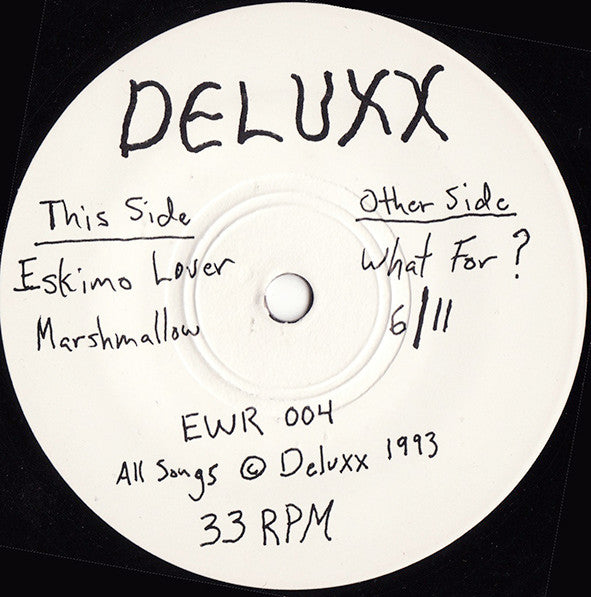 DELUXX
This Side
Eskimo Lover
Marshmallow
Other Side
What For?
6/11
EWR 004
All Songs © Deluxx 1993
33 RPM